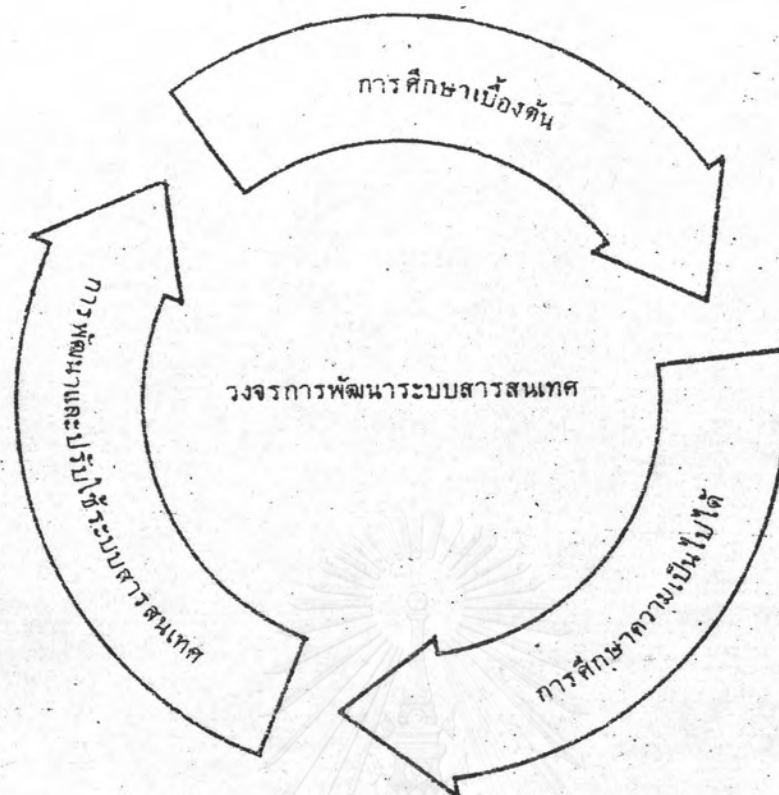 การศึกษาเบื้องต้น
วงจรการพัฒนาระบบสารสนเทศ
การศึกษาความเป็นไปได้
การพัฒนาและปรับใช้ระบบสารสนเทศ